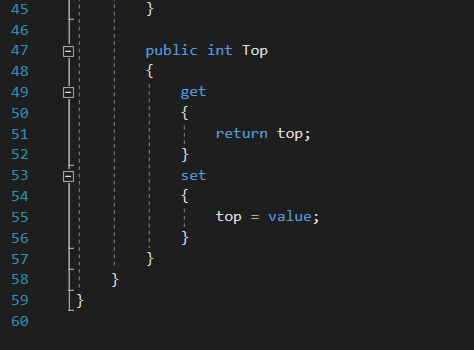 45 }
46
47 public int Top
48 {
49 get
50 {
51 return top;
52 }
53 set
54 {
55 top = value;
56 }
57 }
58 }
59 }
60